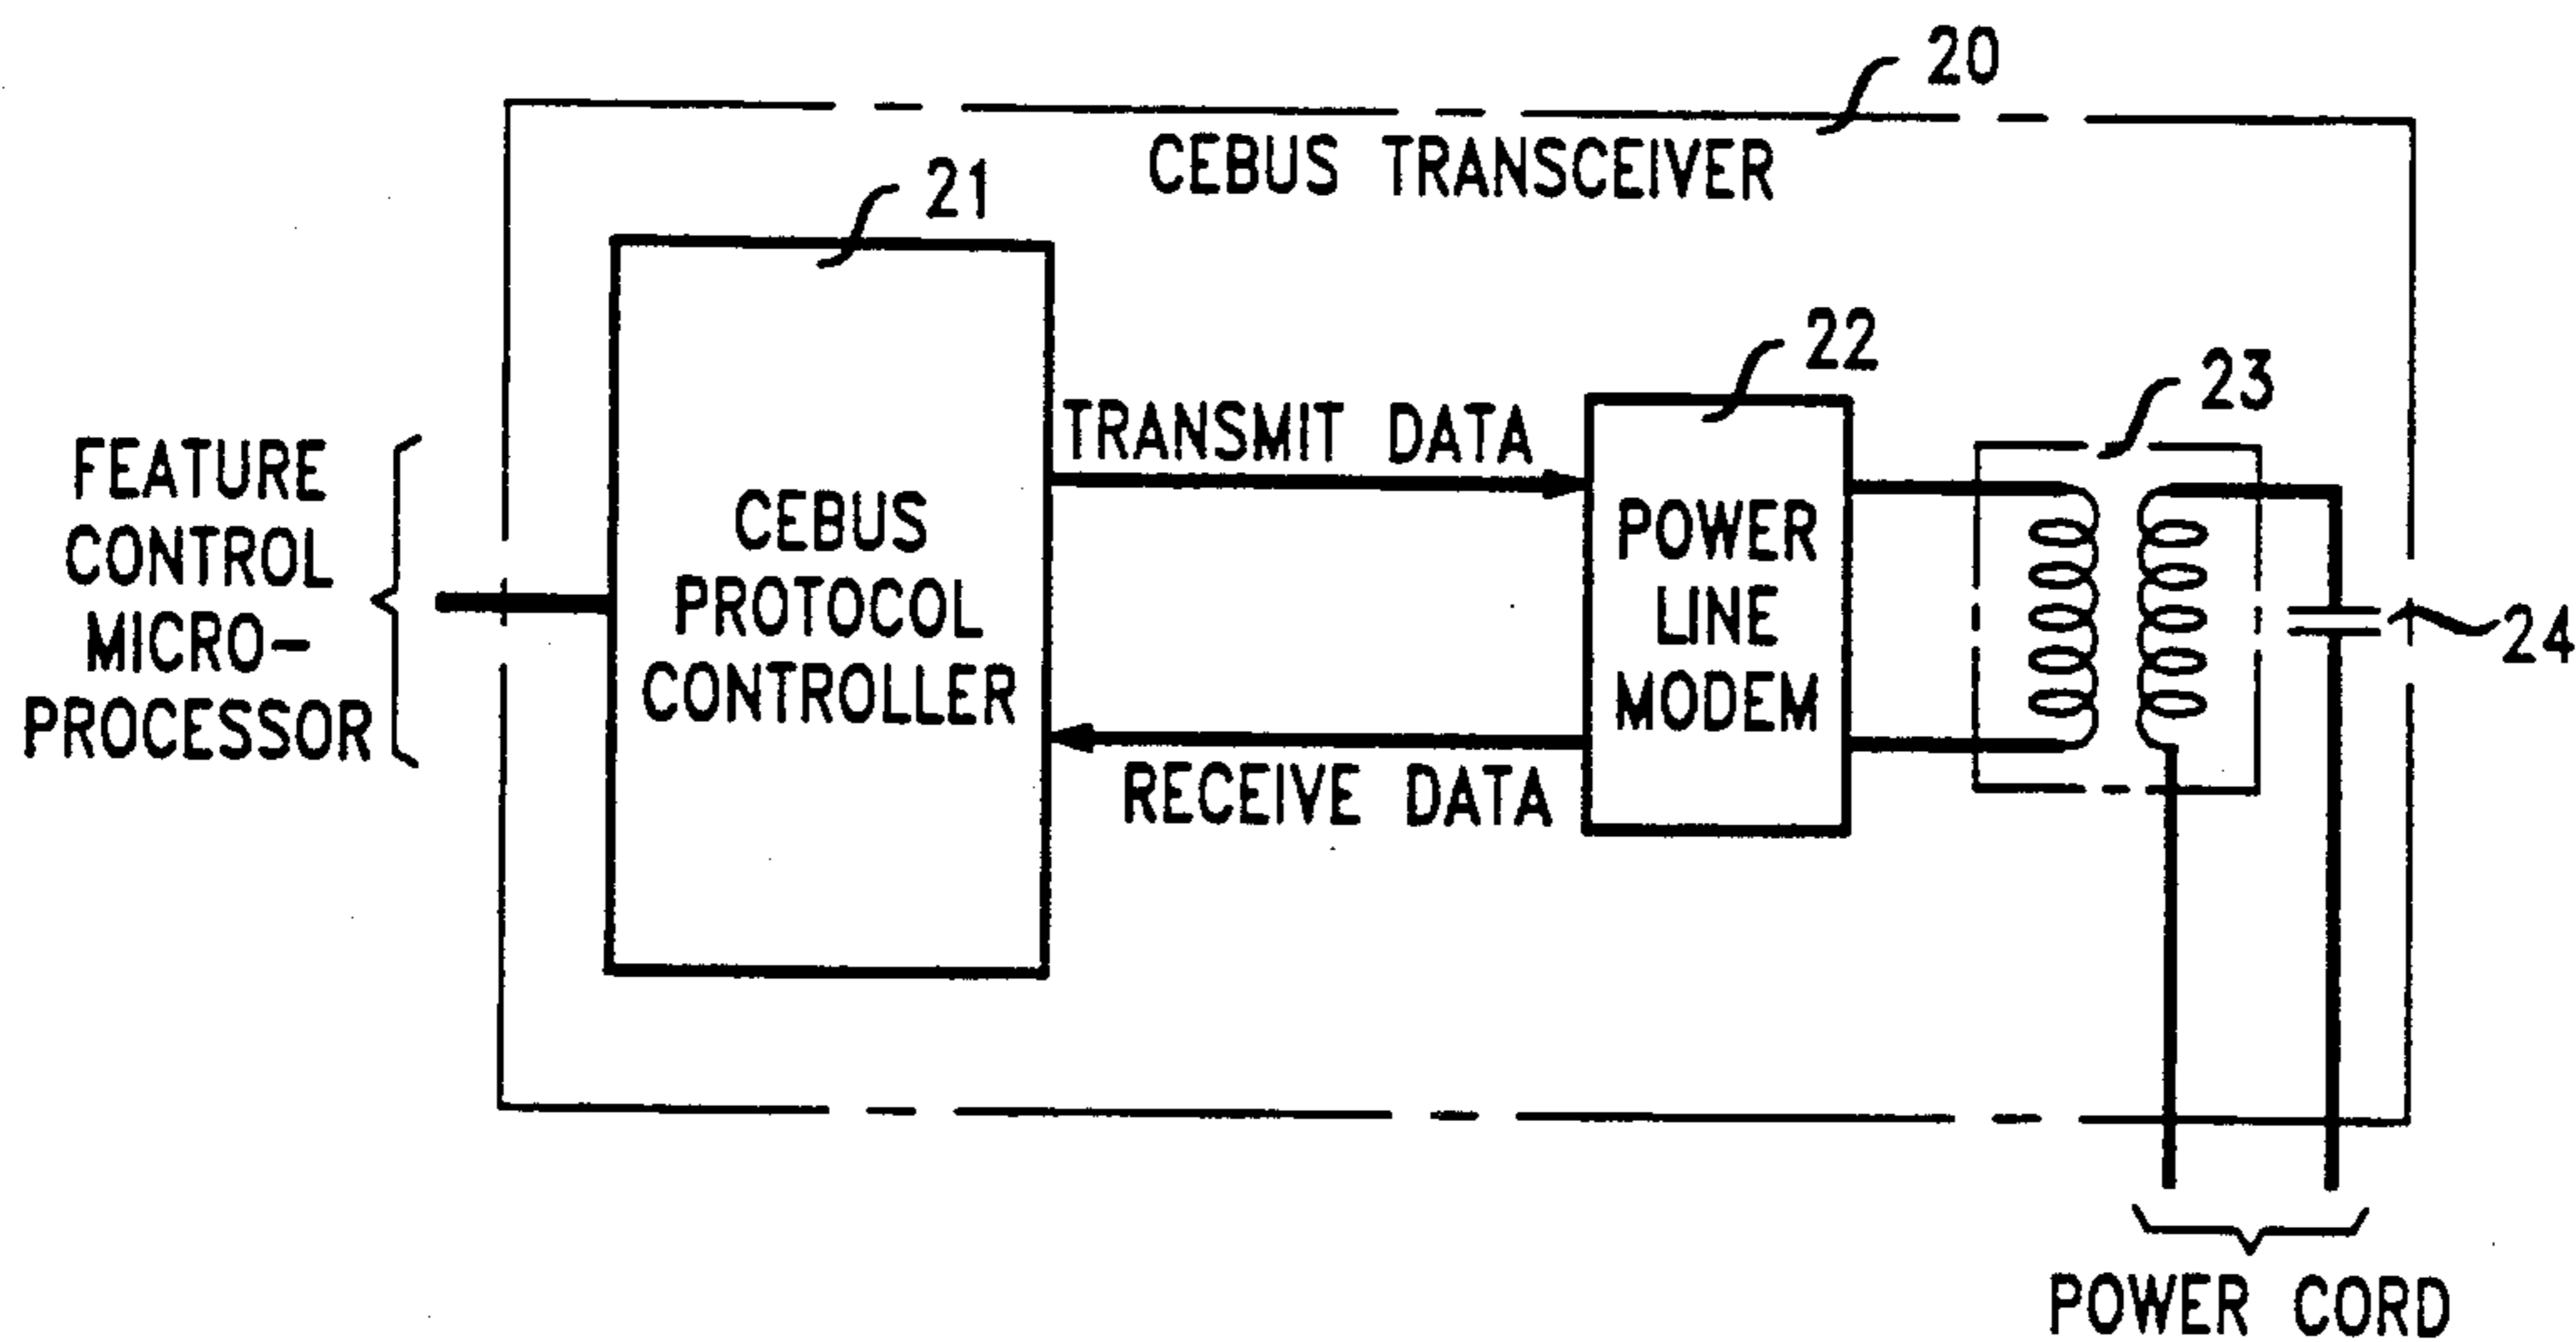 20
CEBUS TRANSCEIVER
21
22
23
TRANSMIT DATA
FEATURE
CONTROL
MICRO-
PROCESSOR
CEBUS
PROTOCOL
CONTROLLER
POWER
LINE
MODEM
24
RECEIVE DATA
POWER CORD